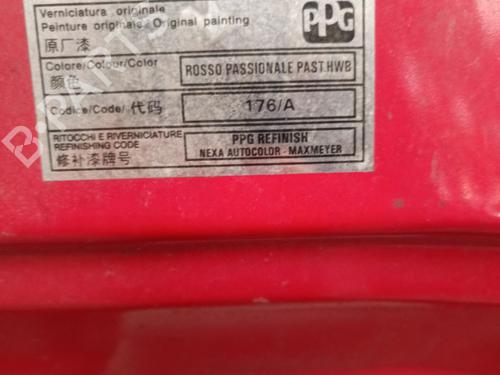 Verniciatura originale
Peinture originale / Original painting
原厂漆
PPG
Colore/Colour/Color
颜色
ROSSO PASSIONALE PAST.HWB
Codice/Code/代码
176/A
RITOCCHI E RIVERNICIATURE
REFINISHING CODE
修补漆牌号
PPG REFINISH
NEXA AUTOCOLOR - MAXMEYER